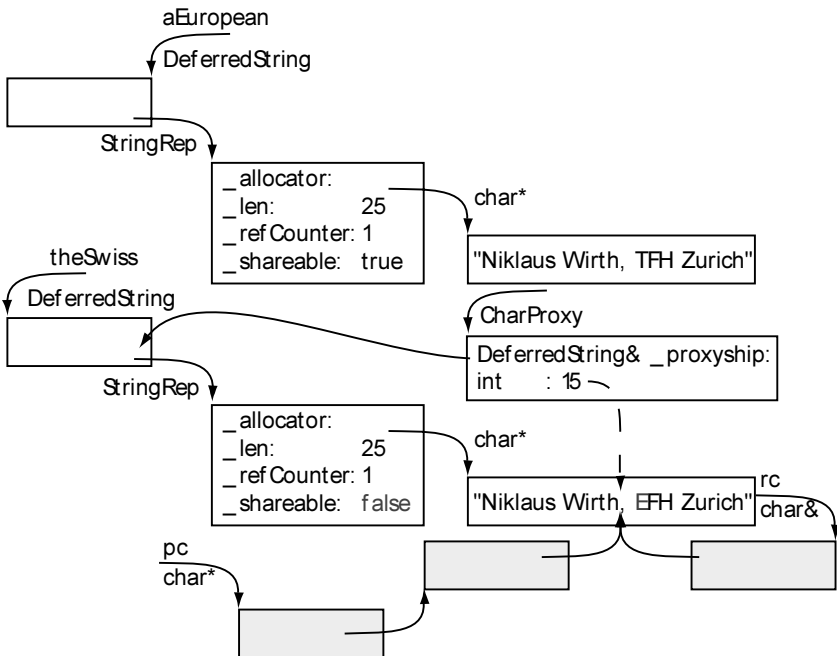 aEuropean
DeferredString
StringRep
_allocator:
_len: 25
_refCounter: 1
_shareable: true
char*
"Niklaus Wirth, TFH Zurich"
theSwiss
DeferredString
CharProxy
DeferredString& _proxyship:
int : 15
StringRep
_allocator:
_len: 25
_refCounter: 1
_shareable: false
char*
"Niklaus Wirth, EFH Zurich"
rc
char&
pc
char*